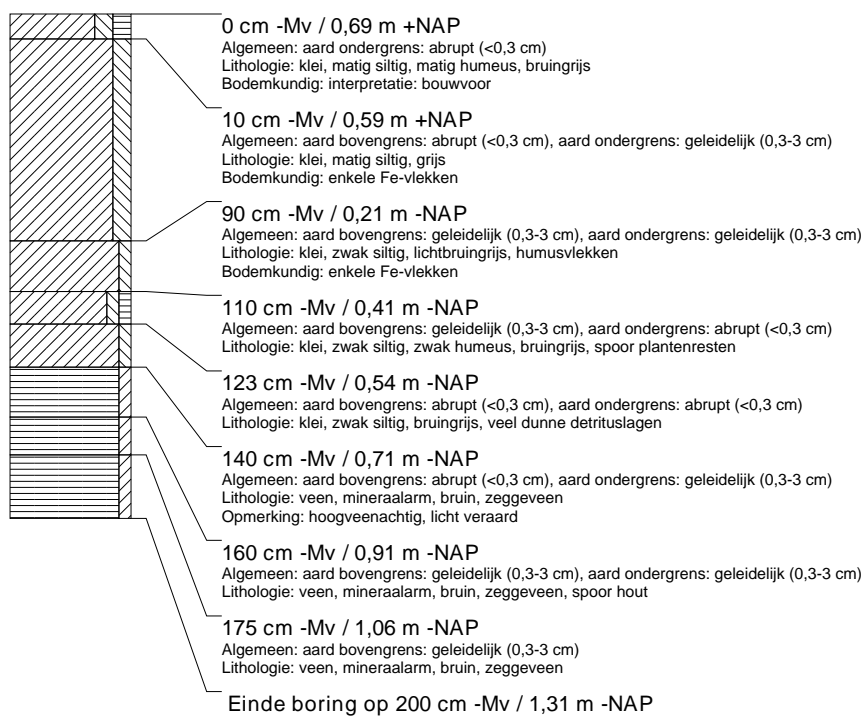 0 cm -Mv / 0,69 m +NAP
Algemeen: aard ondergrens: abrupt (<0,3 cm)
Lithologie: klei, matig siltig, matig humeus, bruingrijs
Bodemkundig: interpretatie: bouwvoor
10 cm -Mv / 0,59 m +NAP
Algemeen: aard bovengrens: abrupt (<0,3 cm), aard ondergrens: geleidelijk (0,3-3 cm)
Lithologie: klei, matig siltig, grijs
Bodemkundig: enkele Fe-vlekken
90 cm -Mv / 0,21 m -NAP
Algemeen: aard bovengrens: geleidelijk (0,3-3 cm), aard ondergrens: geleidelijk (0,3-3 cm)
Lithologie: klei, zwak siltig, lichtbruingrijs, humusvlekken
Bodemkundig: enkele Fe-vlekken
110 cm -Mv / 0,41 m -NAP
Algemeen: aard bovengrens: geleidelijk (0,3-3 cm), aard ondergrens: abrupt (<0,3 cm)
Lithologie: klei, zwak siltig, zwak humeus, bruingrijs, spoor plantenresten
123 cm -Mv / 0,54 m -NAP
Algemeen: aard bovengrens: abrupt (<0,3 cm), aard ondergrens: abrupt (<0,3 cm)
Lithologie: klei, zwak siltig, bruingrijs, veel dunne detrituslagen
140 cm -Mv / 0,71 m -NAP
Algemeen: aard bovengrens: abrupt (<0,3 cm), aard ondergrens: geleidelijk (0,3-3 cm)
Lithologie: veen, mineraalarm, bruin, zeggeveen
Opmerking: hoogveenachtig, licht veraard
160 cm -Mv / 0,91 m -NAP
Algemeen: aard bovengrens: geleidelijk (0,3-3 cm), aard ondergrens: geleidelijk (0,3-3 cm)
Lithologie: veen, mineraalarm, bruin, zeggeveen, spoor hout
175 cm -Mv / 1,06 m -NAP
Algemeen: aard bovengrens: geleidelijk (0,3-3 cm)
Lithologie: veen, mineraalarm, bruin, zeggeveen
Einde boring op 200 cm -Mv / 1,31 m -NAP